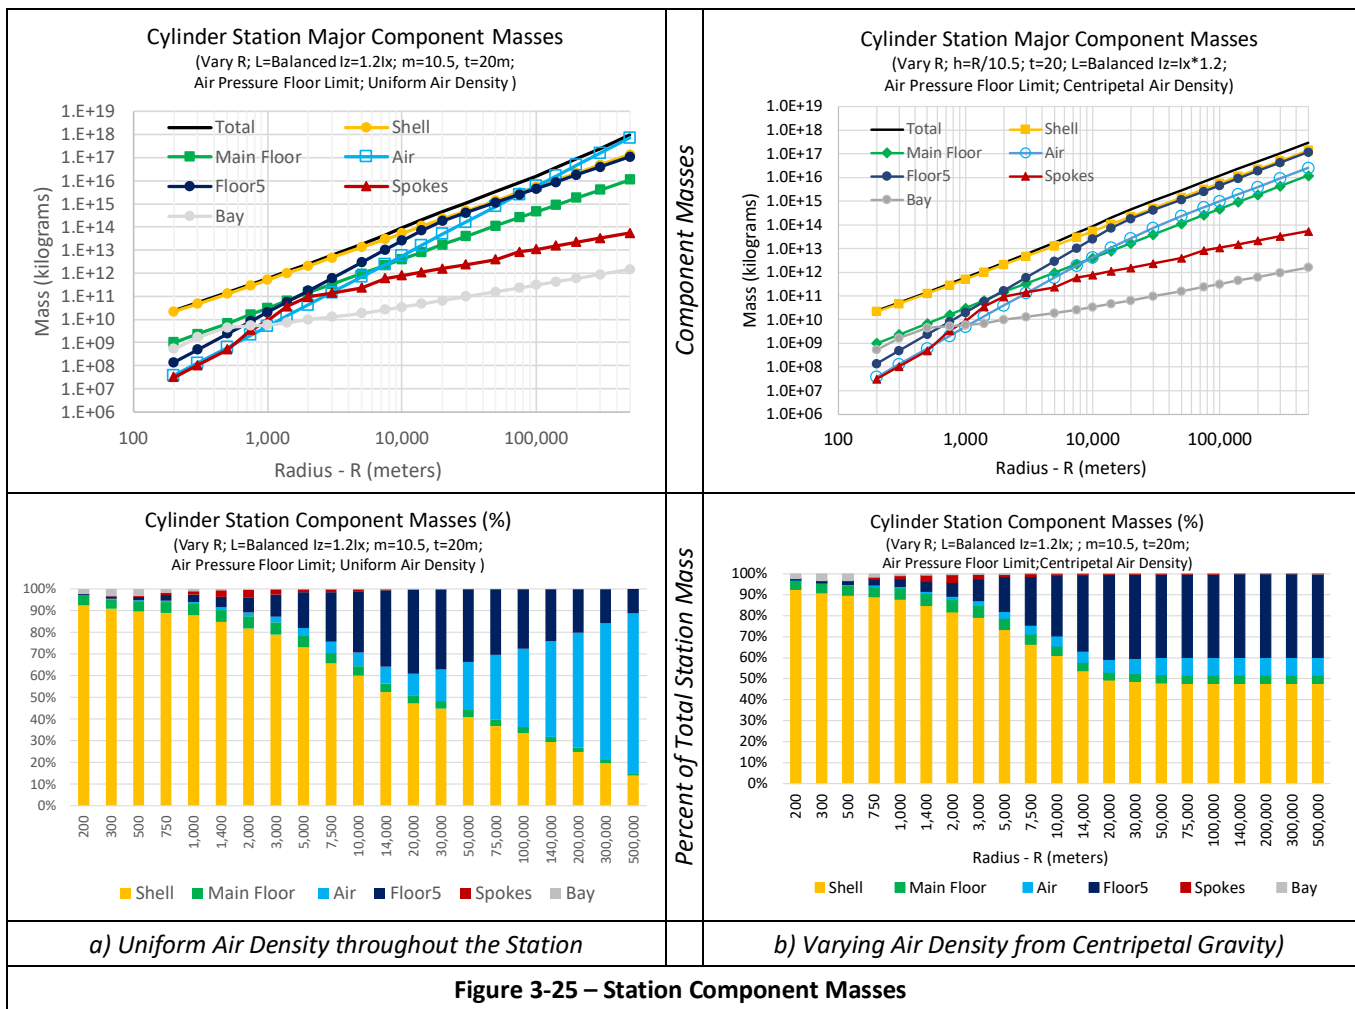 Cylinder Station Major Component Masses
(Vary R; L=Balanced Iz=1.2Ix; m=10.5, t=20m;
Air Pressure Floor Limit; Uniform Air Density )
1.E+19
1.E+18
1.E+17
1.E+16
1.E+15
1.E+14
1.E+13
1.E+12
1.E+11
1.E+10
1.E+09
1.E+08
1.E+07
1.E+06
Mass (kilograms)
Total
Shell
Main Floor
Air
Floor5
Spokes
Bay
100
1,000
10,000
100,000
Radius - R (meters)
Component Masses
Cylinder Station Major Component Masses
(Vary R; h=R/10.5; t=20; L=Balanced Iz=Ix*1.2;
Air Pressure Floor Limit; Centripetal Air Density)
1.0E+19
1.0E+18
1.0E+17
1.0E+16
1.0E+15
1.0E+14
1.0E+13
1.0E+12
1.0E+11
1.0E+10
1.0E+09
1.0E+08
1.0E+07
1.0E+06
Mass (kilograms)
Total
Shell
Main Floor
Air
Floor5
Spokes
Bay
100
1,000
10,000
100,000
Radius - R (meters)
Cylinder Station Component Masses (%)
(Vary R; L=Balanced Iz=1.2Ix; m=10.5, t=20m;
Air Pressure Floor Limit; Uniform Air Density )
100%
90%
80%
70%
60%
50%
40%
30%
20%
10%
0%
200
300
500
750
1,000
1,400
2,000
3,000
5,000
7,500
10,000
14,000
20,000
30,000
50,000
75,000
100,000
140,000
200,000
300,000
500,000
Shell
Main Floor
Air
Floor5
Spokes
Bay
Percent of Total Station Mass
Cylinder Station Component Masses (%)
(Vary R; L=Balanced Iz=1.2Ix; ; m=10.5, t=20m;
Air Pressure Floor Limit;Centripetal Air Density)
100%
90%
80%
70%
60%
50%
40%
30%
20%
10%
0%
200
300
500
750
1,000
1,400
2,000
3,000
5,000
7,500
10,000
14,000
20,000
30,000
50,000
75,000
100,000
140,000
200,000
300,000
500,000
Radius - R (meters)
Shell
Main Floor
Air
Floor5
Spokes
Bay
a) Uniform Air Density throughout the Station
b) Varying Air Density from Centripetal Gravity)
Figure 3-25 – Station Component Masses